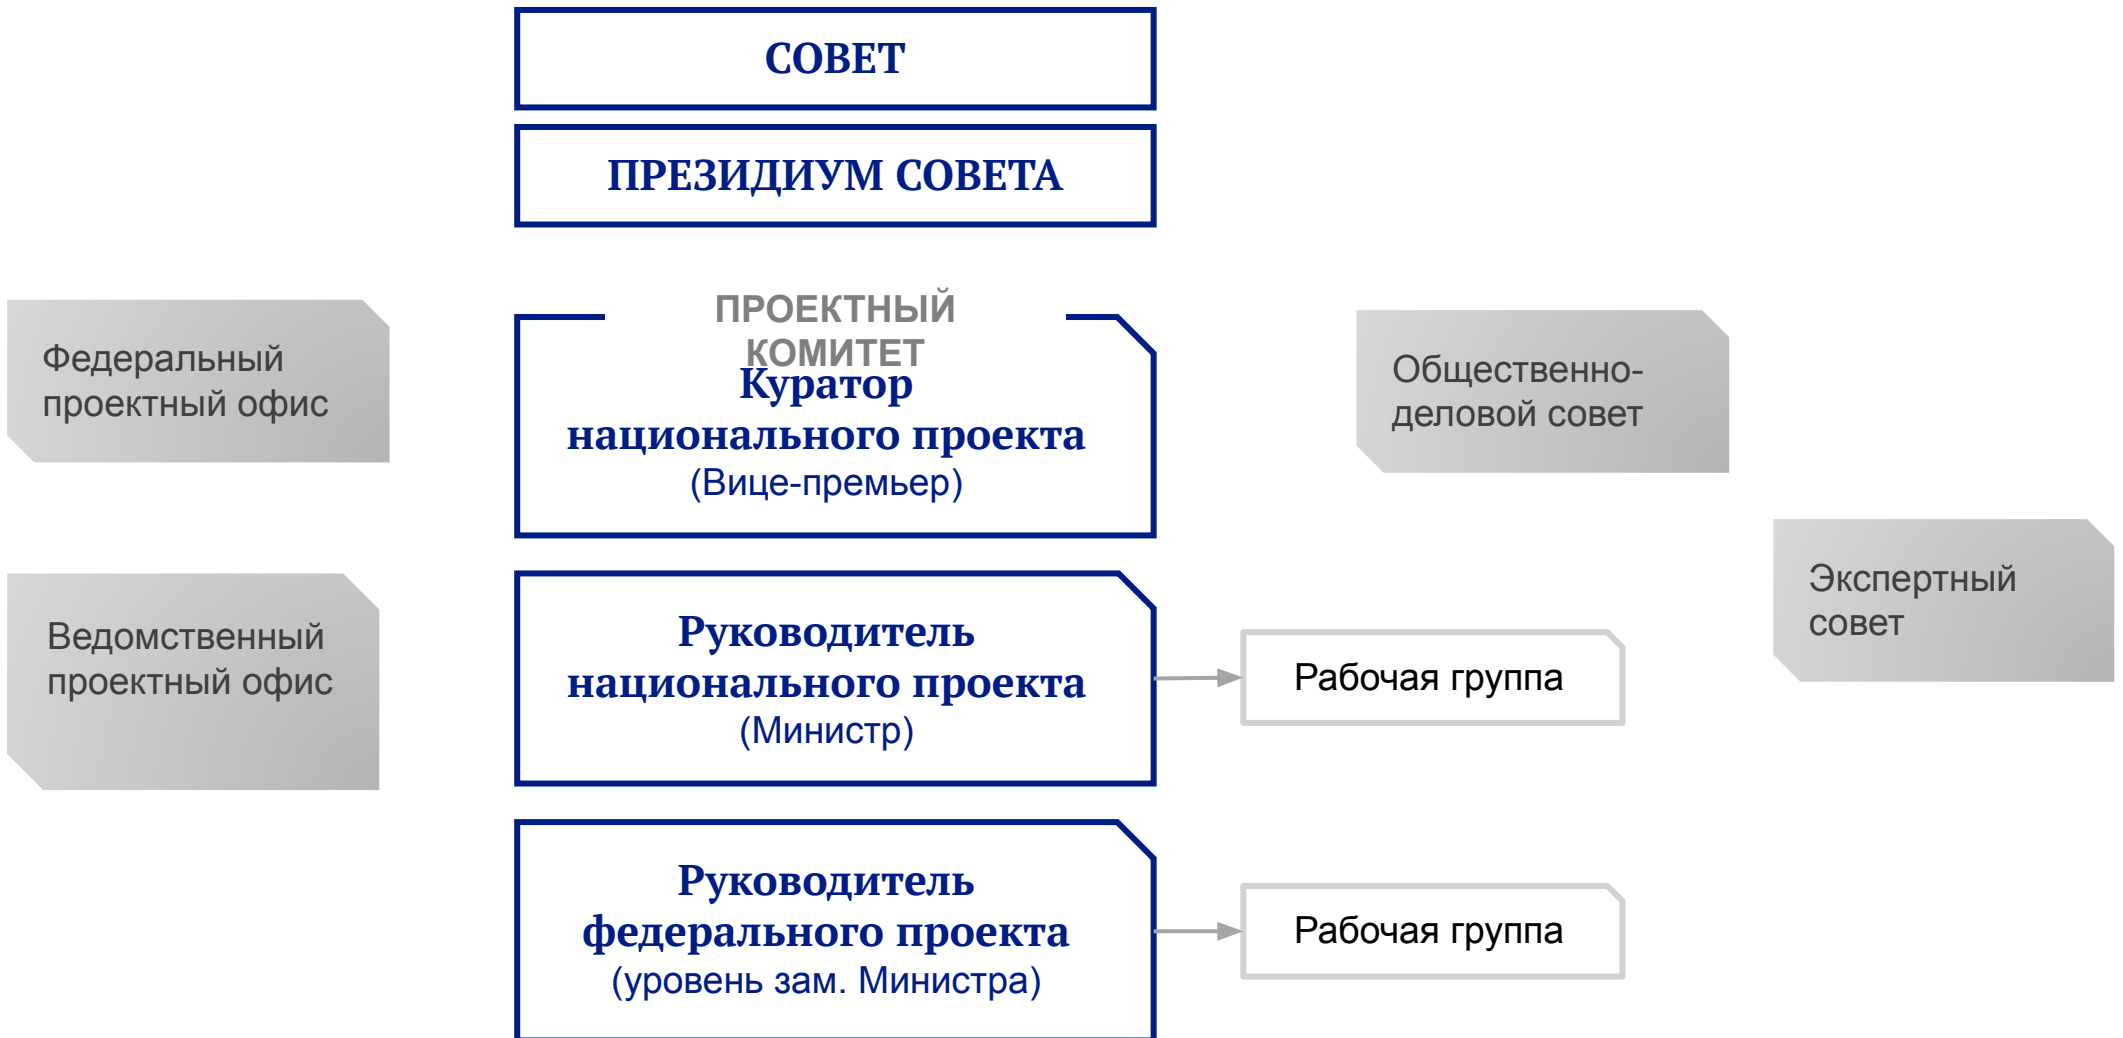 СОВЕТ
ПРЕЗИДИУМ СОВЕТА
Федеральный
проектный офис
ПРОЕКТНЫЙ
КОМИТЕТ
Куратор
национального проекта
(Вице-премьер)
Общественно-
деловой совет
Экспертный
совет
Ведомственный
проектный офис
Руководитель
национального проекта
(Министр)
Рабочая группа
Руководитель
федерального проекта
(уровень зам. Министра)
Рабочая группа